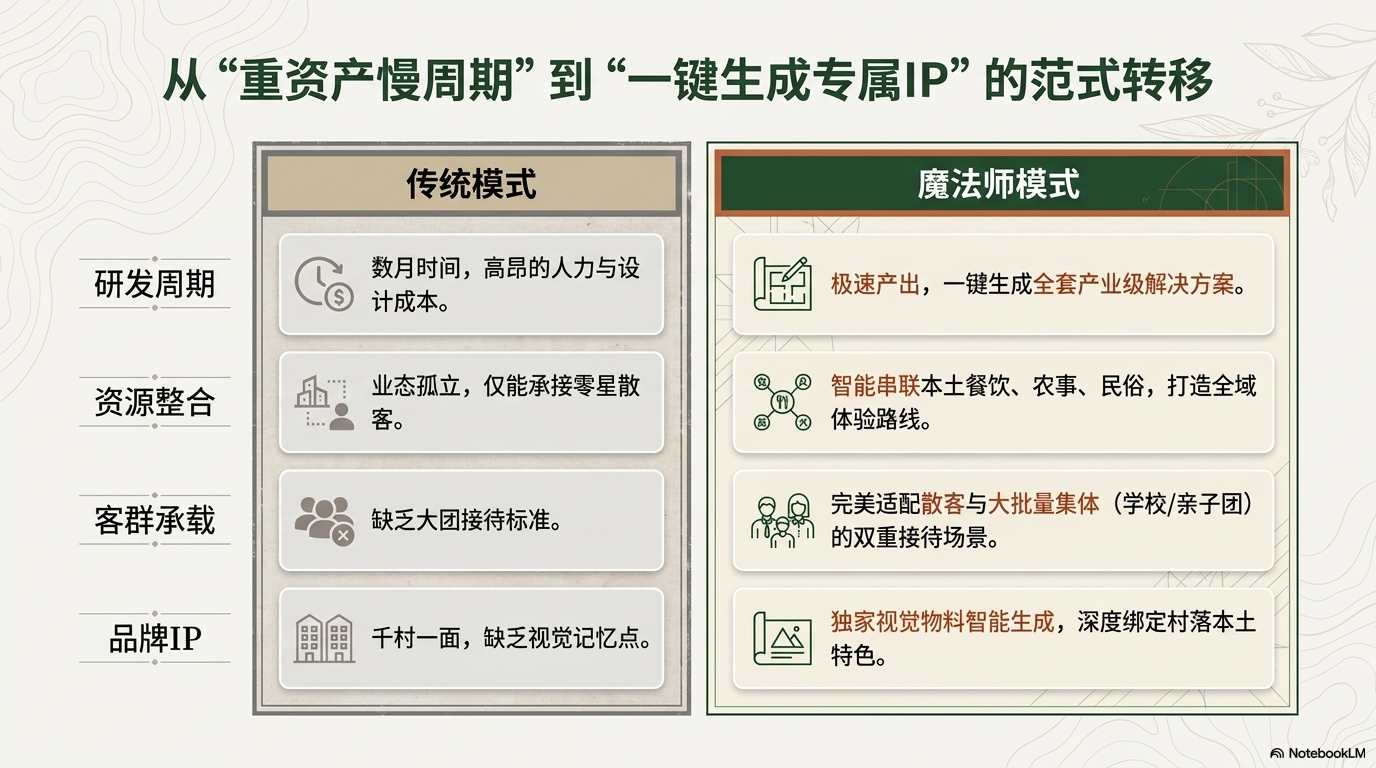 从“重资产慢周期”到“一键生成专属IP”的范式转移
传统模式
魔法师模式
研发周期
数月时间，高昂的人力与设
计成本。
极速产出，一键生成全套产业级解决方案。
资源整合
业态孤立，仅能承接零星散
客。
智能串联本土餐饮、农事、民俗，打造全域
体验路线。
客群承载
缺乏大团接待标准。
完美适配散客与大批量集体（学校/亲子团）
的双重接待场景。
品牌IP
千村一面，缺乏视觉记忆点。
独家视觉物料智能生成，深度绑定村落本土
特色。
NotebookLM